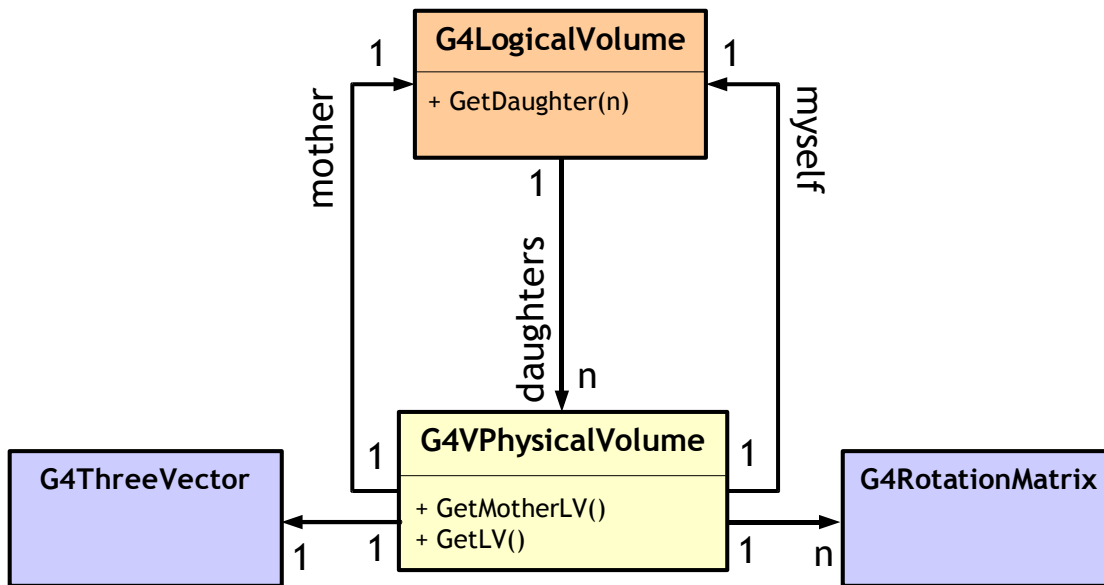 G4LogicalVolume
+ GetDaughter(n)
1
1
mother
myself
1
daughters
n
G4VPhysicalVolume
+ GetMotherLV()
+ GetLV()
1
1
G4ThreeVector
1
1
G4RotationMatrix
1
n